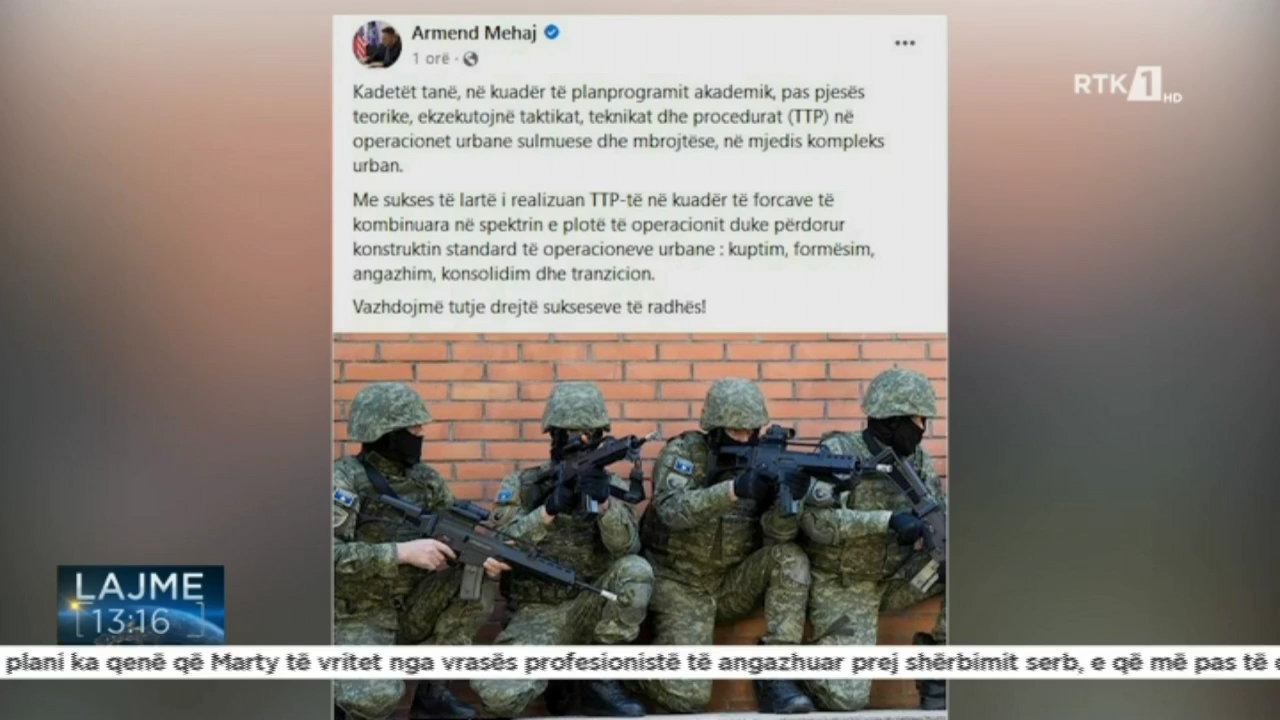 Armend Mehaj
1 orë
RTK 1 HD
Kadetët tanë, në kuadër të planprogramit akademik, pas pjesës
teorike, ekzekutojnë taktikat, teknikat dhe procedurat (TTP) në
operacionet urbane sulmuese dhe mbrojtëse, në mjedis kompleks
urban.
Me sukses të lartë i realizuan TTP-të në kuadër të forcave të
kombinuara në spektrin e plotë të operacionit duke përdorur
konstruktin standard të operacioneve urbane : kuptim, formësim,
angazhim, konsolidim dhe tranzicion.
Vazhdojmë tutje drejtë sukseseve të radhës!
LAJME
13:16
plani ka qenë që Marty të vritet nga vrasës profesionistë të angazhuar prej shërbimit serb, e që më pas të